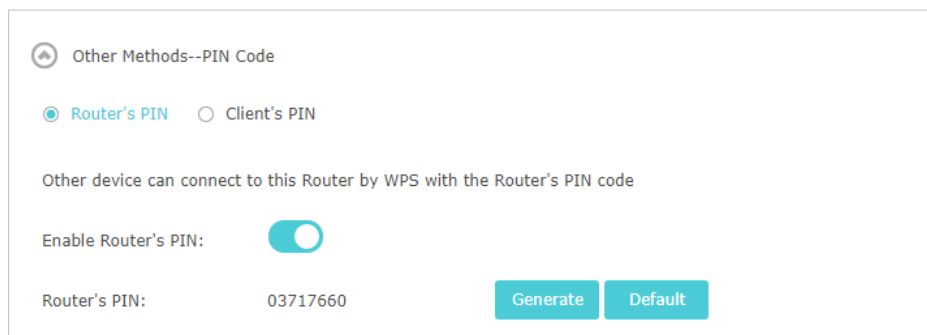 Other Methods--PIN Code
Router's PIN Client's PIN
Other device can connect to this Router by WPS with the Router's PIN code
Enable Router's PIN:
Router's PIN: 03717660 Generate Default